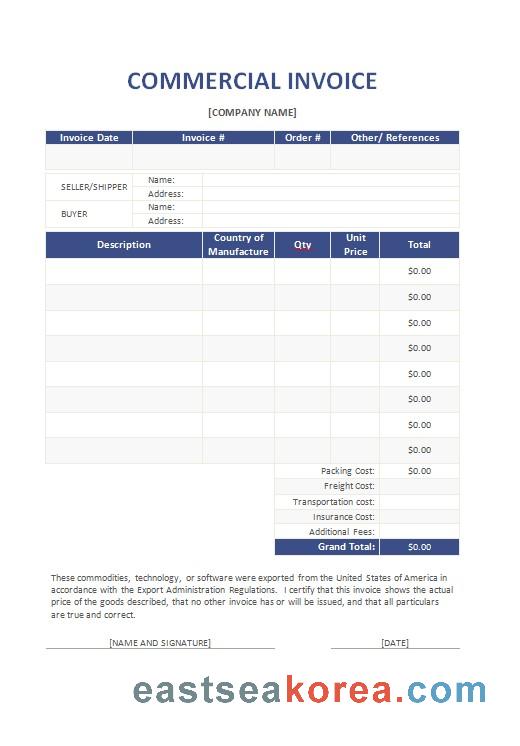 COMMERCIAL INVOICE
[COMPANY NAME]
Invoice Date Invoice # Order # Other/ References
SELLER/SHIPPER Name:
Address:
BUYER Name:
Address:
Description Country of Manufacture Qty Unit Price Total
$0.00
$0.00
$0.00
$0.00
$0.00
$0.00
$0.00
$0.00
Packing Cost: $0.00
Freight Cost:
Transportation cost:
Insurance Cost:
Additional Fees:
Grand Total: $0.00
These commodities, technology, or software were exported from the United States of America in
accordance with the Export Administration Regulations. I certify that this invoice shows the actual
price of the goods described, that no other invoice has or will be issued, and that all particulars
are true and correct.
[NAME AND SIGNATURE] [DATE]
eastseakorea.com